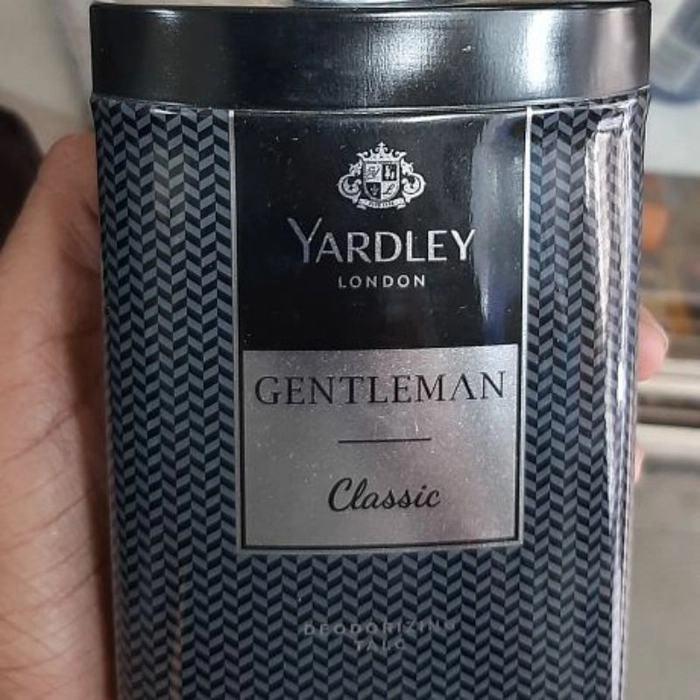 YARDLEY
LONDON
GENTLEMAN
Classic
DEODORIZING
TALC